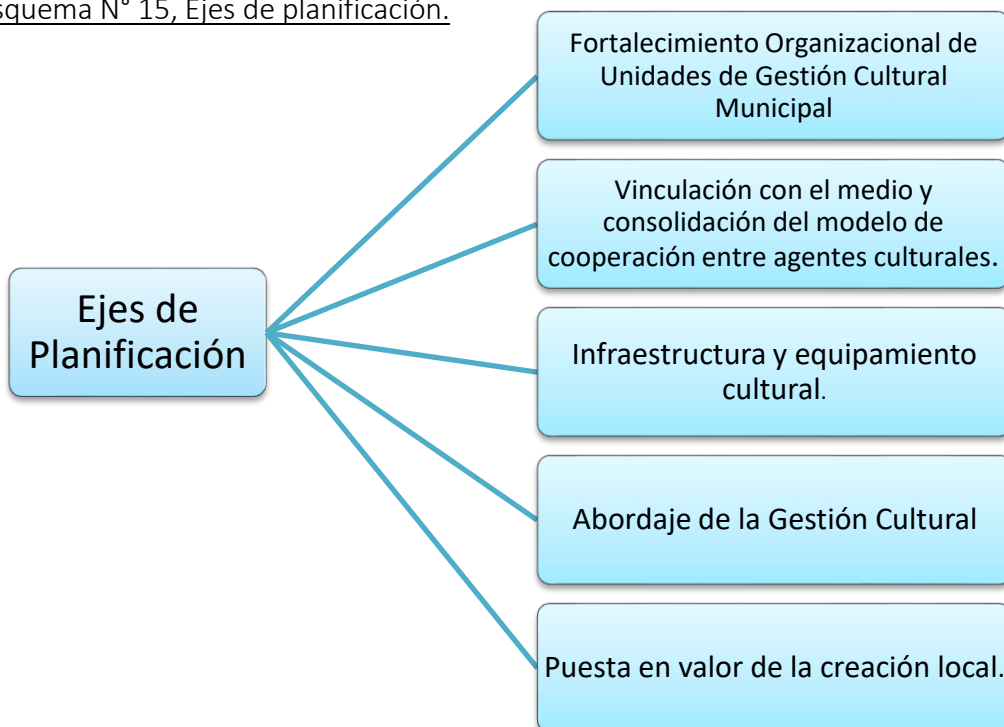 squema N° 15, Ejes de planificación.
Fortalecimiento Organizacional de
Unidades de Gestión Cultural
Municipal
Vinculación con el medio y
consolidación del modelo de
cooperación entre agentes culturales.
Ejes de
Planificación
Infraestructura y equipamiento
cultural.
Abordaje de la Gestión Cultural
Puesta en valor de la creación local.